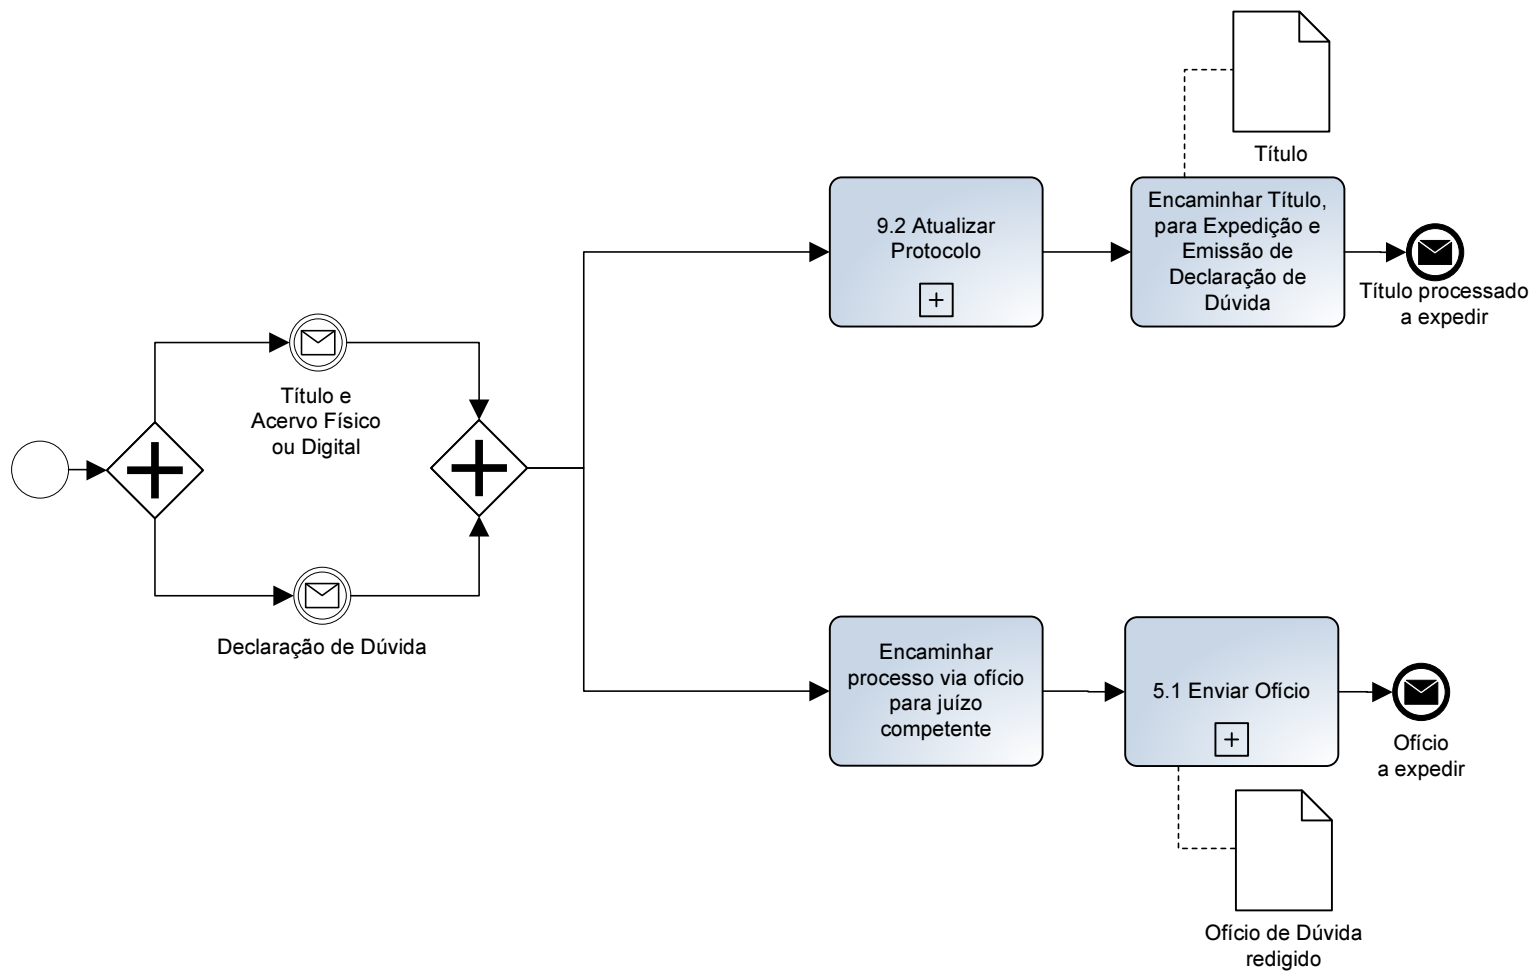 Título
9.2 Atualizar
Protocolo
Encaminhar Título,
para Expedição e
Emissão de
Declaração de
Dúvida
Título processado
a expedir
Título e
Acervo Físico
ou Digital
Declaração de Dúvida
Encaminhar
processo via ofício
para juízo
competente
5.1 Enviar Ofício
Ofício
a expedir
Ofício de Dúvida
redigido